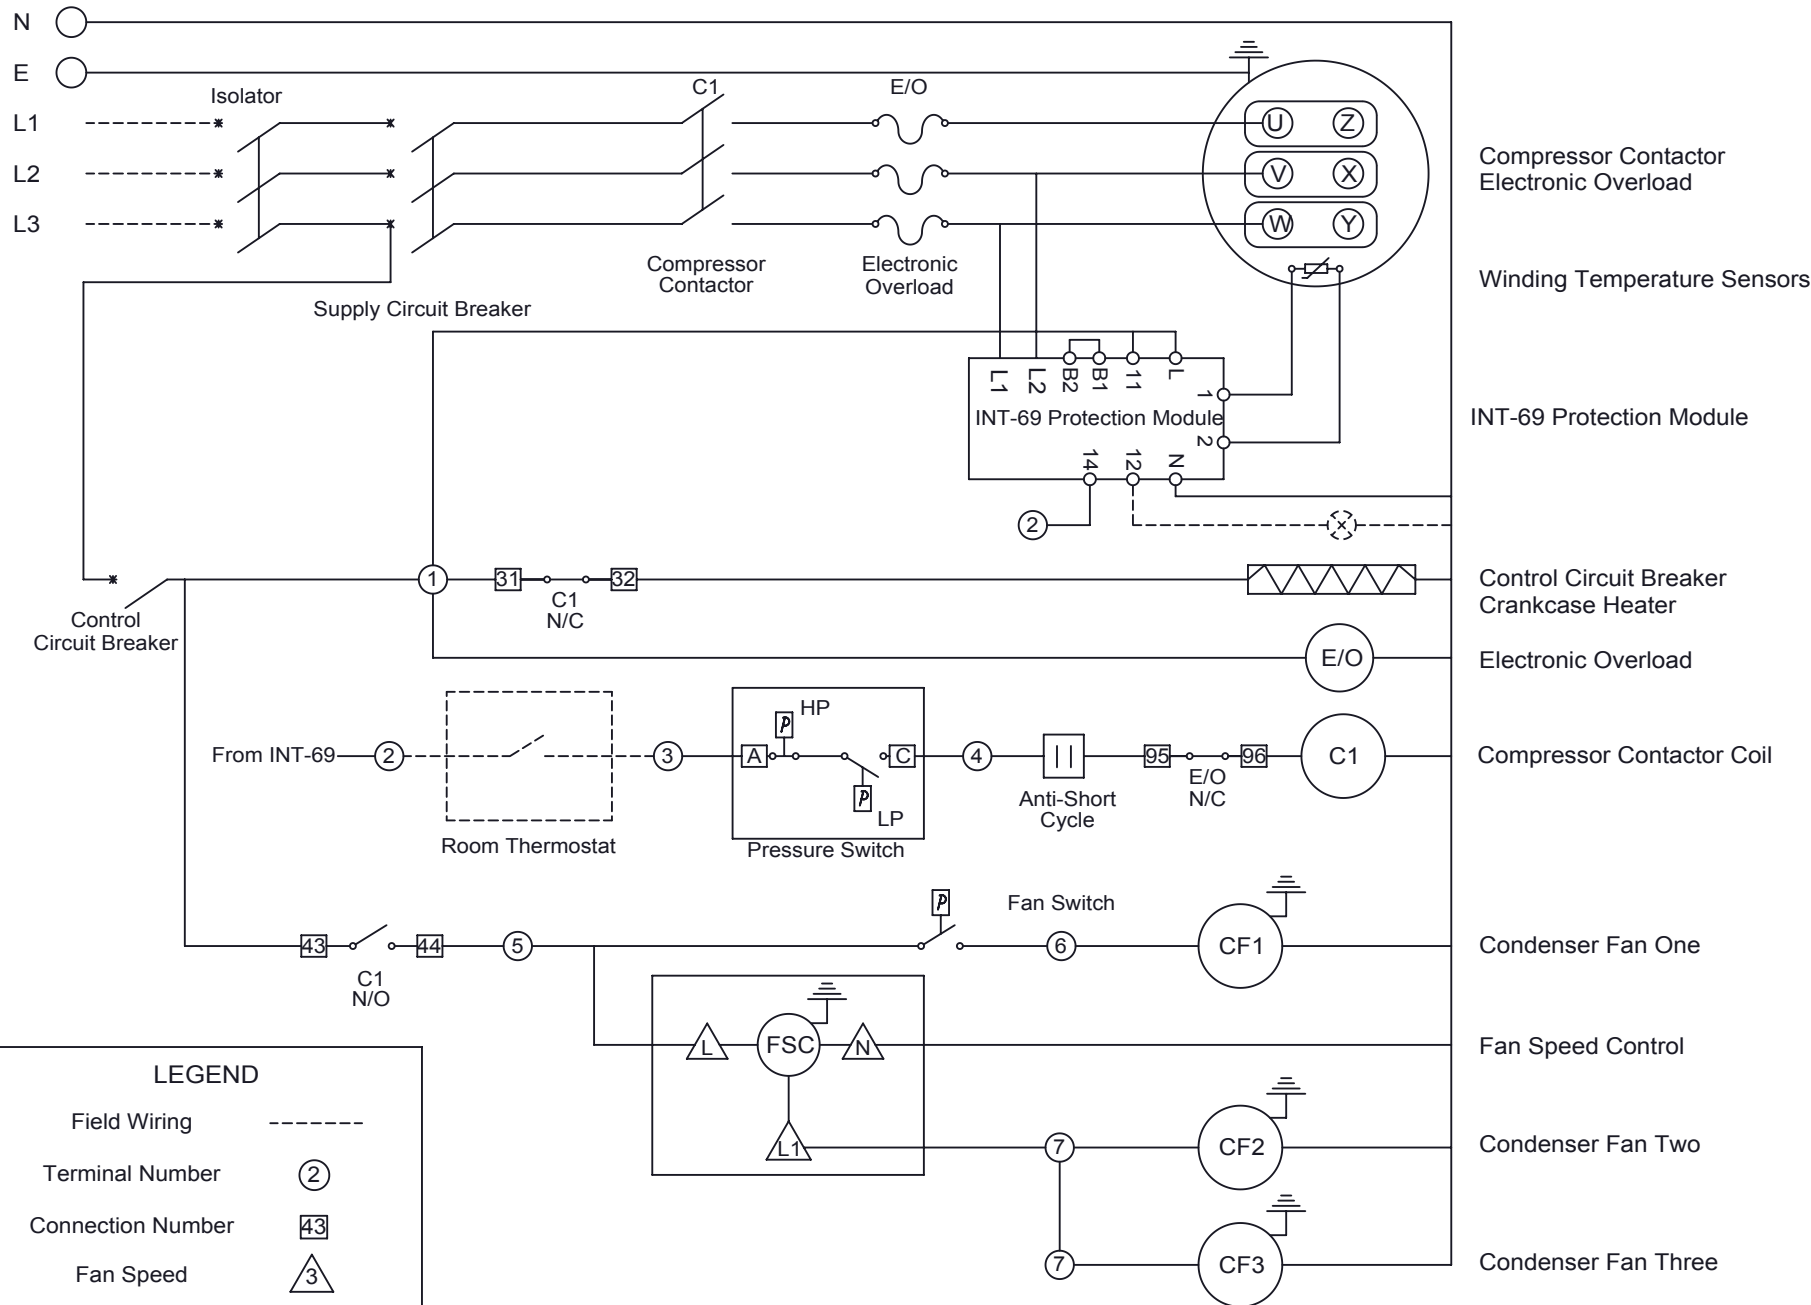 N
E
Isolator
C1
E/O
L1
L2
L3
U Z
V X
W Y
Compressor Contactor
Electronic Overload
Compressor
Contactor
Electronic
Overload
Winding Temperature Sensors
Supply Circuit Breaker
L1 L2 B2 B1 11 L
1
INT-69 Protection Module
2
14 12 N
INT-69 Protection Module
2
1
31
32
C1
N/C
Control
Circuit Breaker
Control Circuit Breaker
Crankcase Heater
E/O
Electronic Overload
From INT-69
2
3
A
P
HP
C
P
LP
4
95
96
E/O
N/C
C1
Compressor Contactor Coil
Anti-Short
Cycle
Room Thermostat
Pressure Switch
P
Fan Switch
43
44
5
6
CF1
Condenser Fan One
C1
N/O
L
FSC
N
Fan Speed Control
L1
7
CF2
Condenser Fan Two
7
CF3
Condenser Fan Three
LEGEND
Field Wiring
Terminal Number 2
Connection Number 43
Fan Speed 3